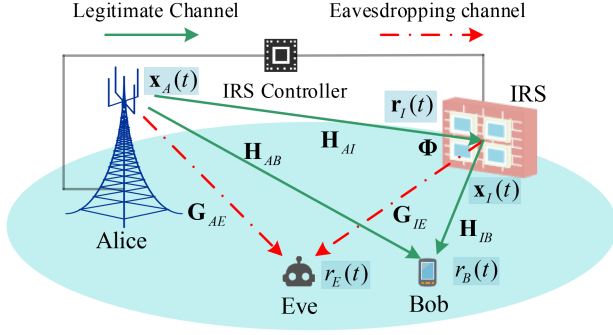 Legitimate Channel
Eavesdropping channel
x_A(t)
IRS Controller
r_I(t)
IRS
H_AI
Φ
H_AB
x_I(t)
G_AE
G_IE
H_IB
Alice
r_E(t)
r_B(t)
Eve
Bob